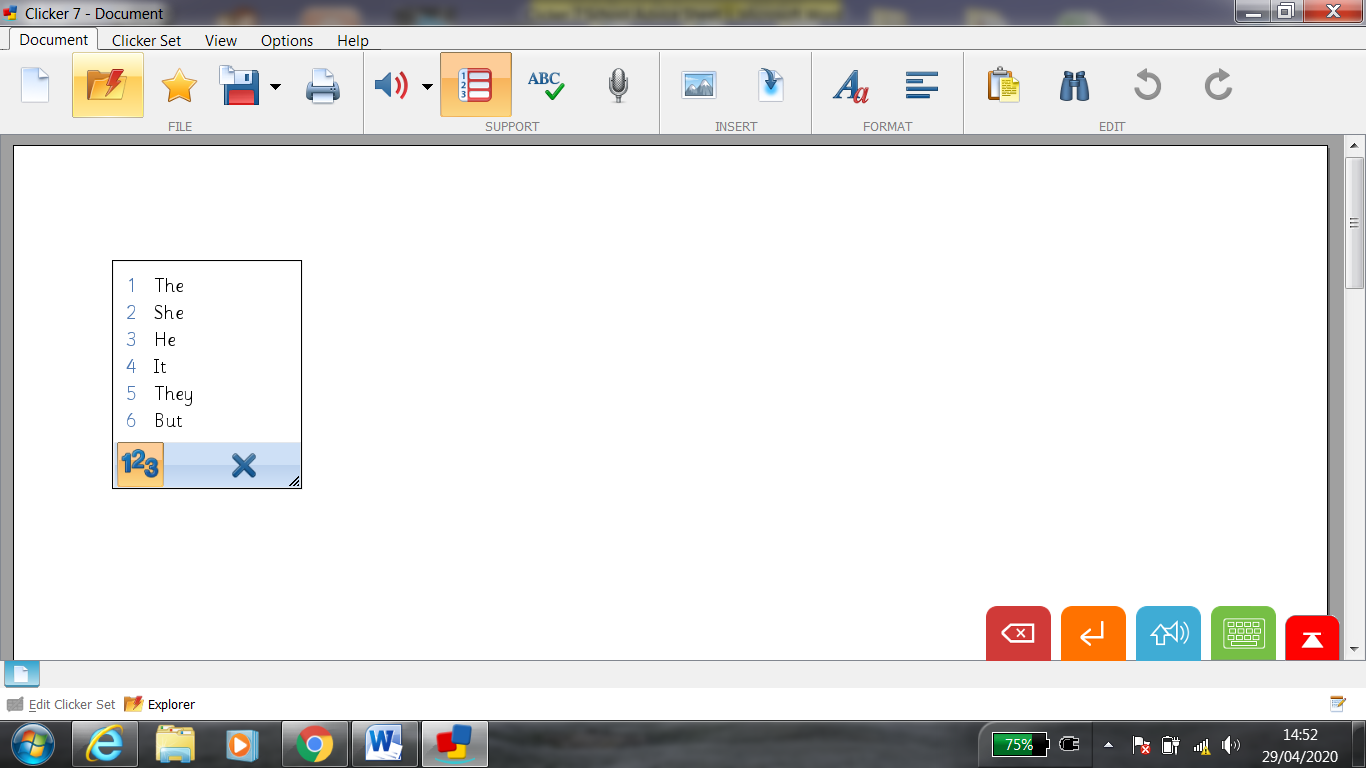 Clicker 7 - Document
Document Clicker Set View Options Help
ABC
FILE SUPPORT INSERT FORMAT EDIT
1 The
2 She
3 He
4 It
5 They
6 But
123
Edit Clicker Set Explorer
75% 14:52
29/04/2020